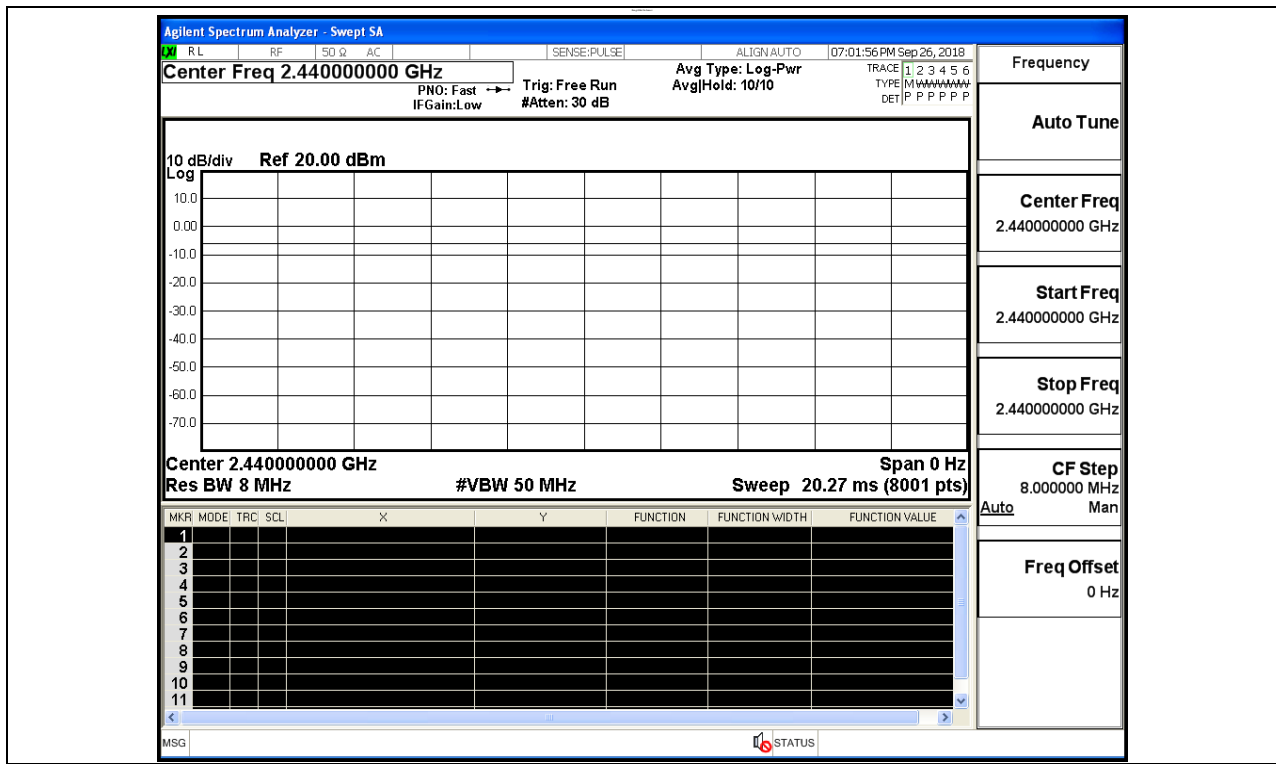 Agilent Spectrum Analyzer - Swept SA
LXI RL RF 50 Ω AC SENSE:PULSE ALIGN AUTO 07:01:56 PM Sep 26, 2018
Center Freq 2.440000000 GHz
PNO: Fast
IFGain:Low
Trig: Free Run
#Atten: 30 dB
Avg Type: Log-Pwr
Avg|Hold: 10/10
TRACE 1 2 3 4 5 6
TYPE M WWWWW
DET P P P P P P
10 dB/div Ref 20.00 dBm
Log
10.0
0.00
-10.0
-20.0
-30.0
-40.0
-50.0
-60.0
-70.0
Center 2.440000000 GHz Span 0 Hz
Res BW 8 MHz #VBW 50 MHz Sweep 20.27 ms (8001 pts)
MKR MODE TRC SCL X Y FUNCTION FUNCTION WIDTH FUNCTION VALUE
1
2
3
4
5
6
7
8
9
10
11
MSG STATUS
Frequency
Auto Tune
Center Freq
2.440000000 GHz
Start Freq
2.440000000 GHz
Stop Freq
2.440000000 GHz
CF Step
8.000000 MHz
Auto Man
Freq Offset
0 Hz